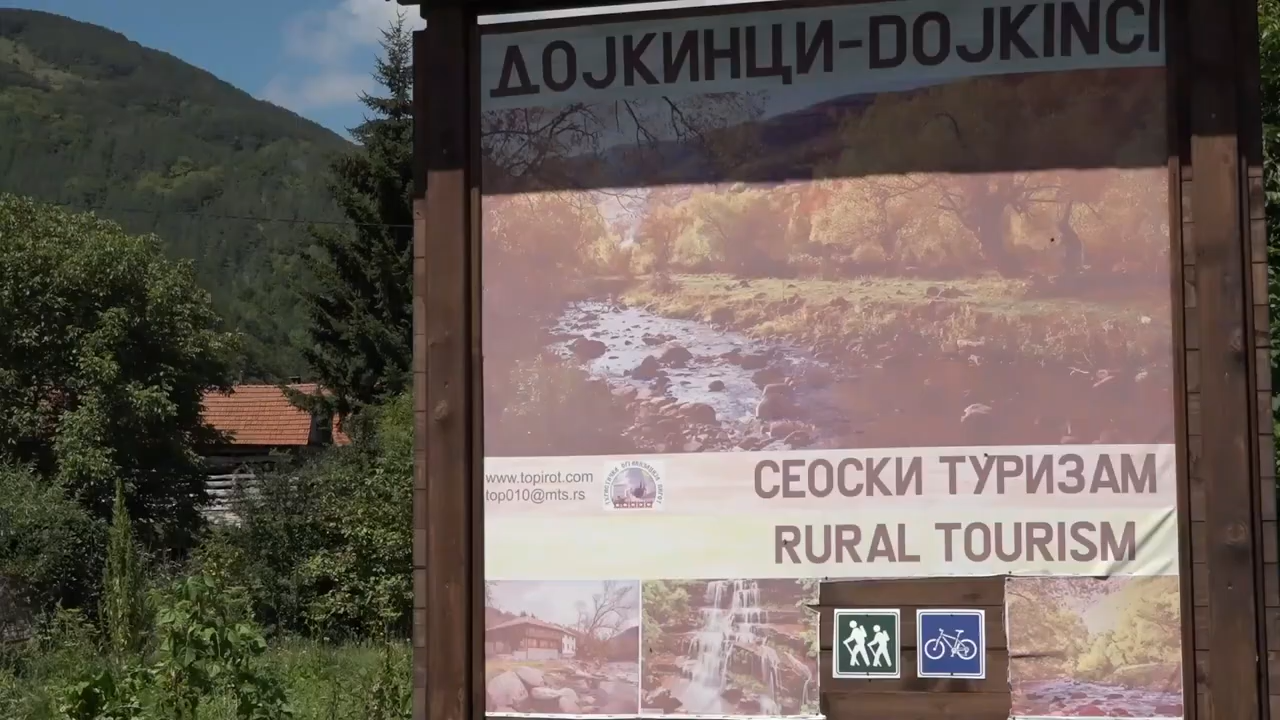 ДОЈКИНЦИ-DOJKINCI
www.topirot.com
top010@mts.rs
СЕОСКИ ТУРИЗАМ
RURAL TOURISM